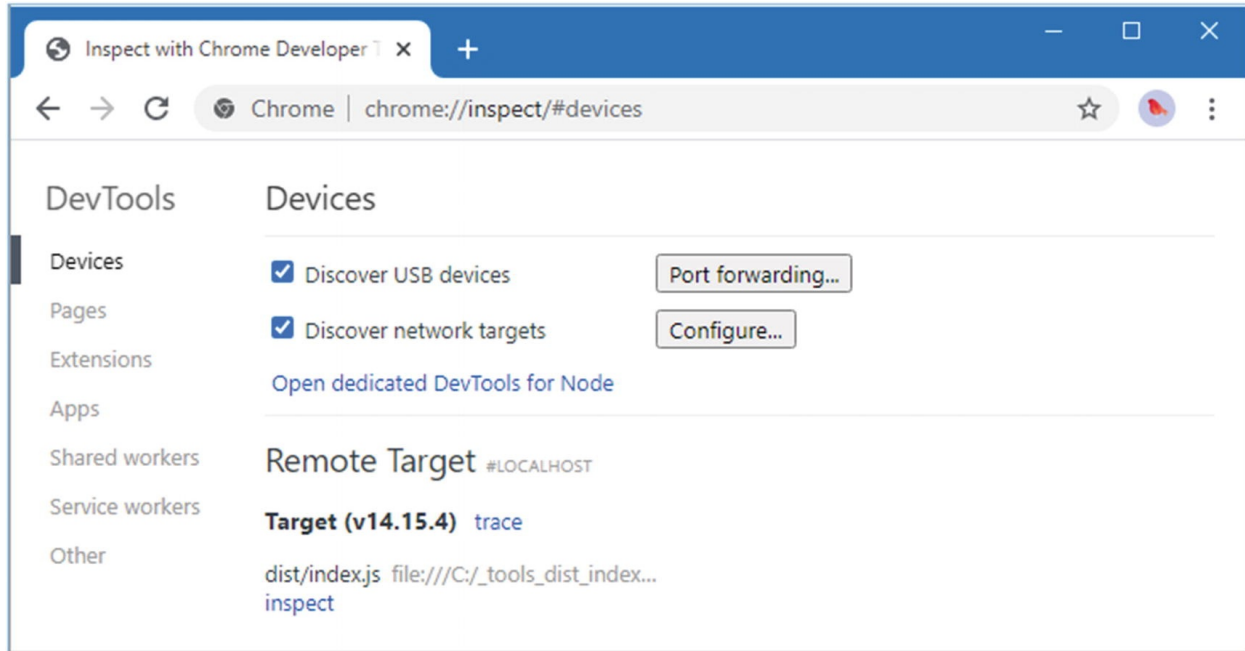 Inspect with Chrome Developer T
Chrome | chrome://inspect/#devices
DevTools
Devices
Pages
Extensions
Apps
Shared workers
Service workers
Other
Devices
Discover USB devices Port forwarding...
Discover network targets Configure...
Open dedicated DevTools for Node
Remote Target #LOCALHOST
Target (v14.15.4) trace
dist/index.js file:///C:/_tools_dist_index...
inspect